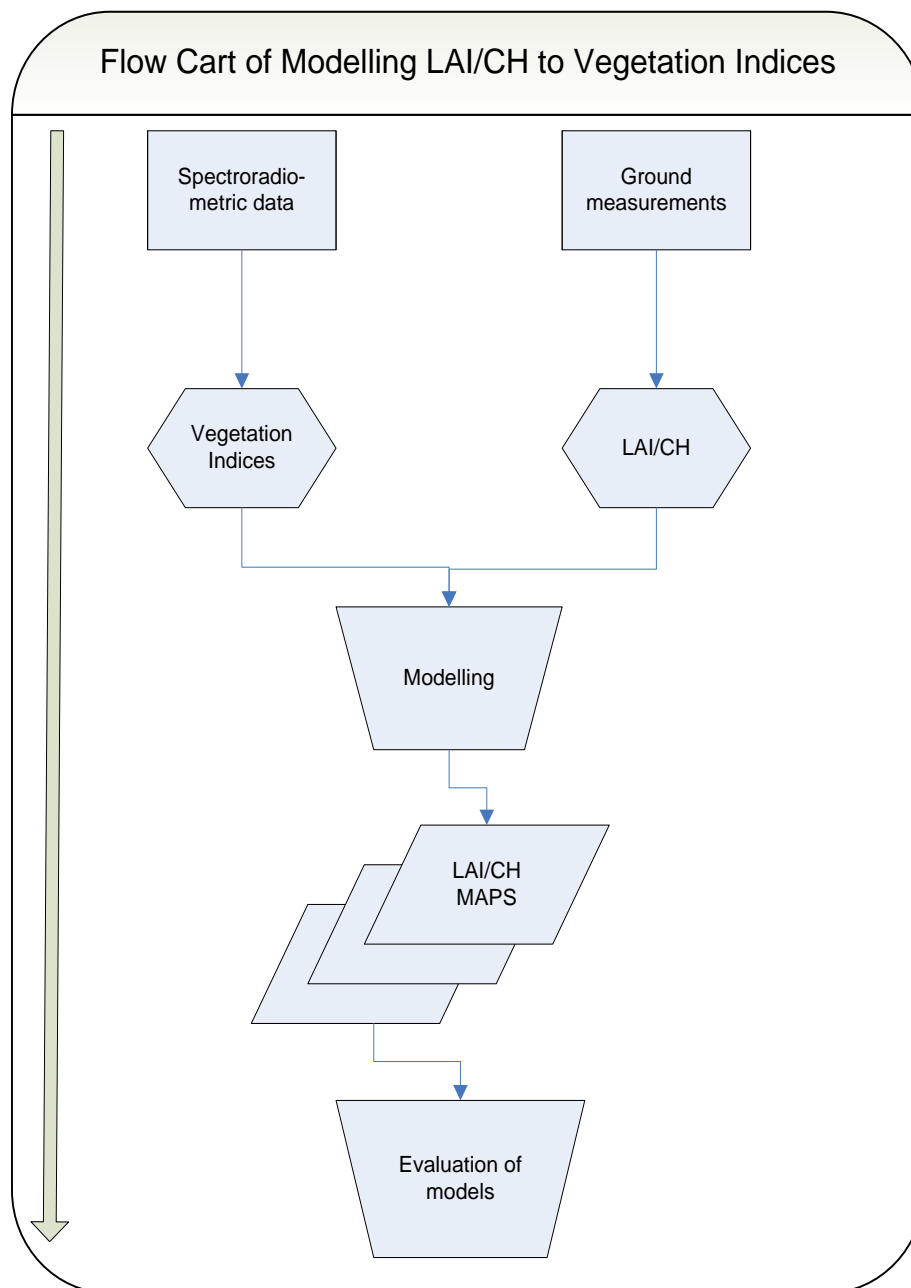 Flow Cart of Modelling LAI/CH to Vegetation Indices
Spectroradio-
metric data
Ground
measurements
Vegetation
Indices
LAI/CH
Modelling
LAI/CH
MAPS
Evaluation of
models